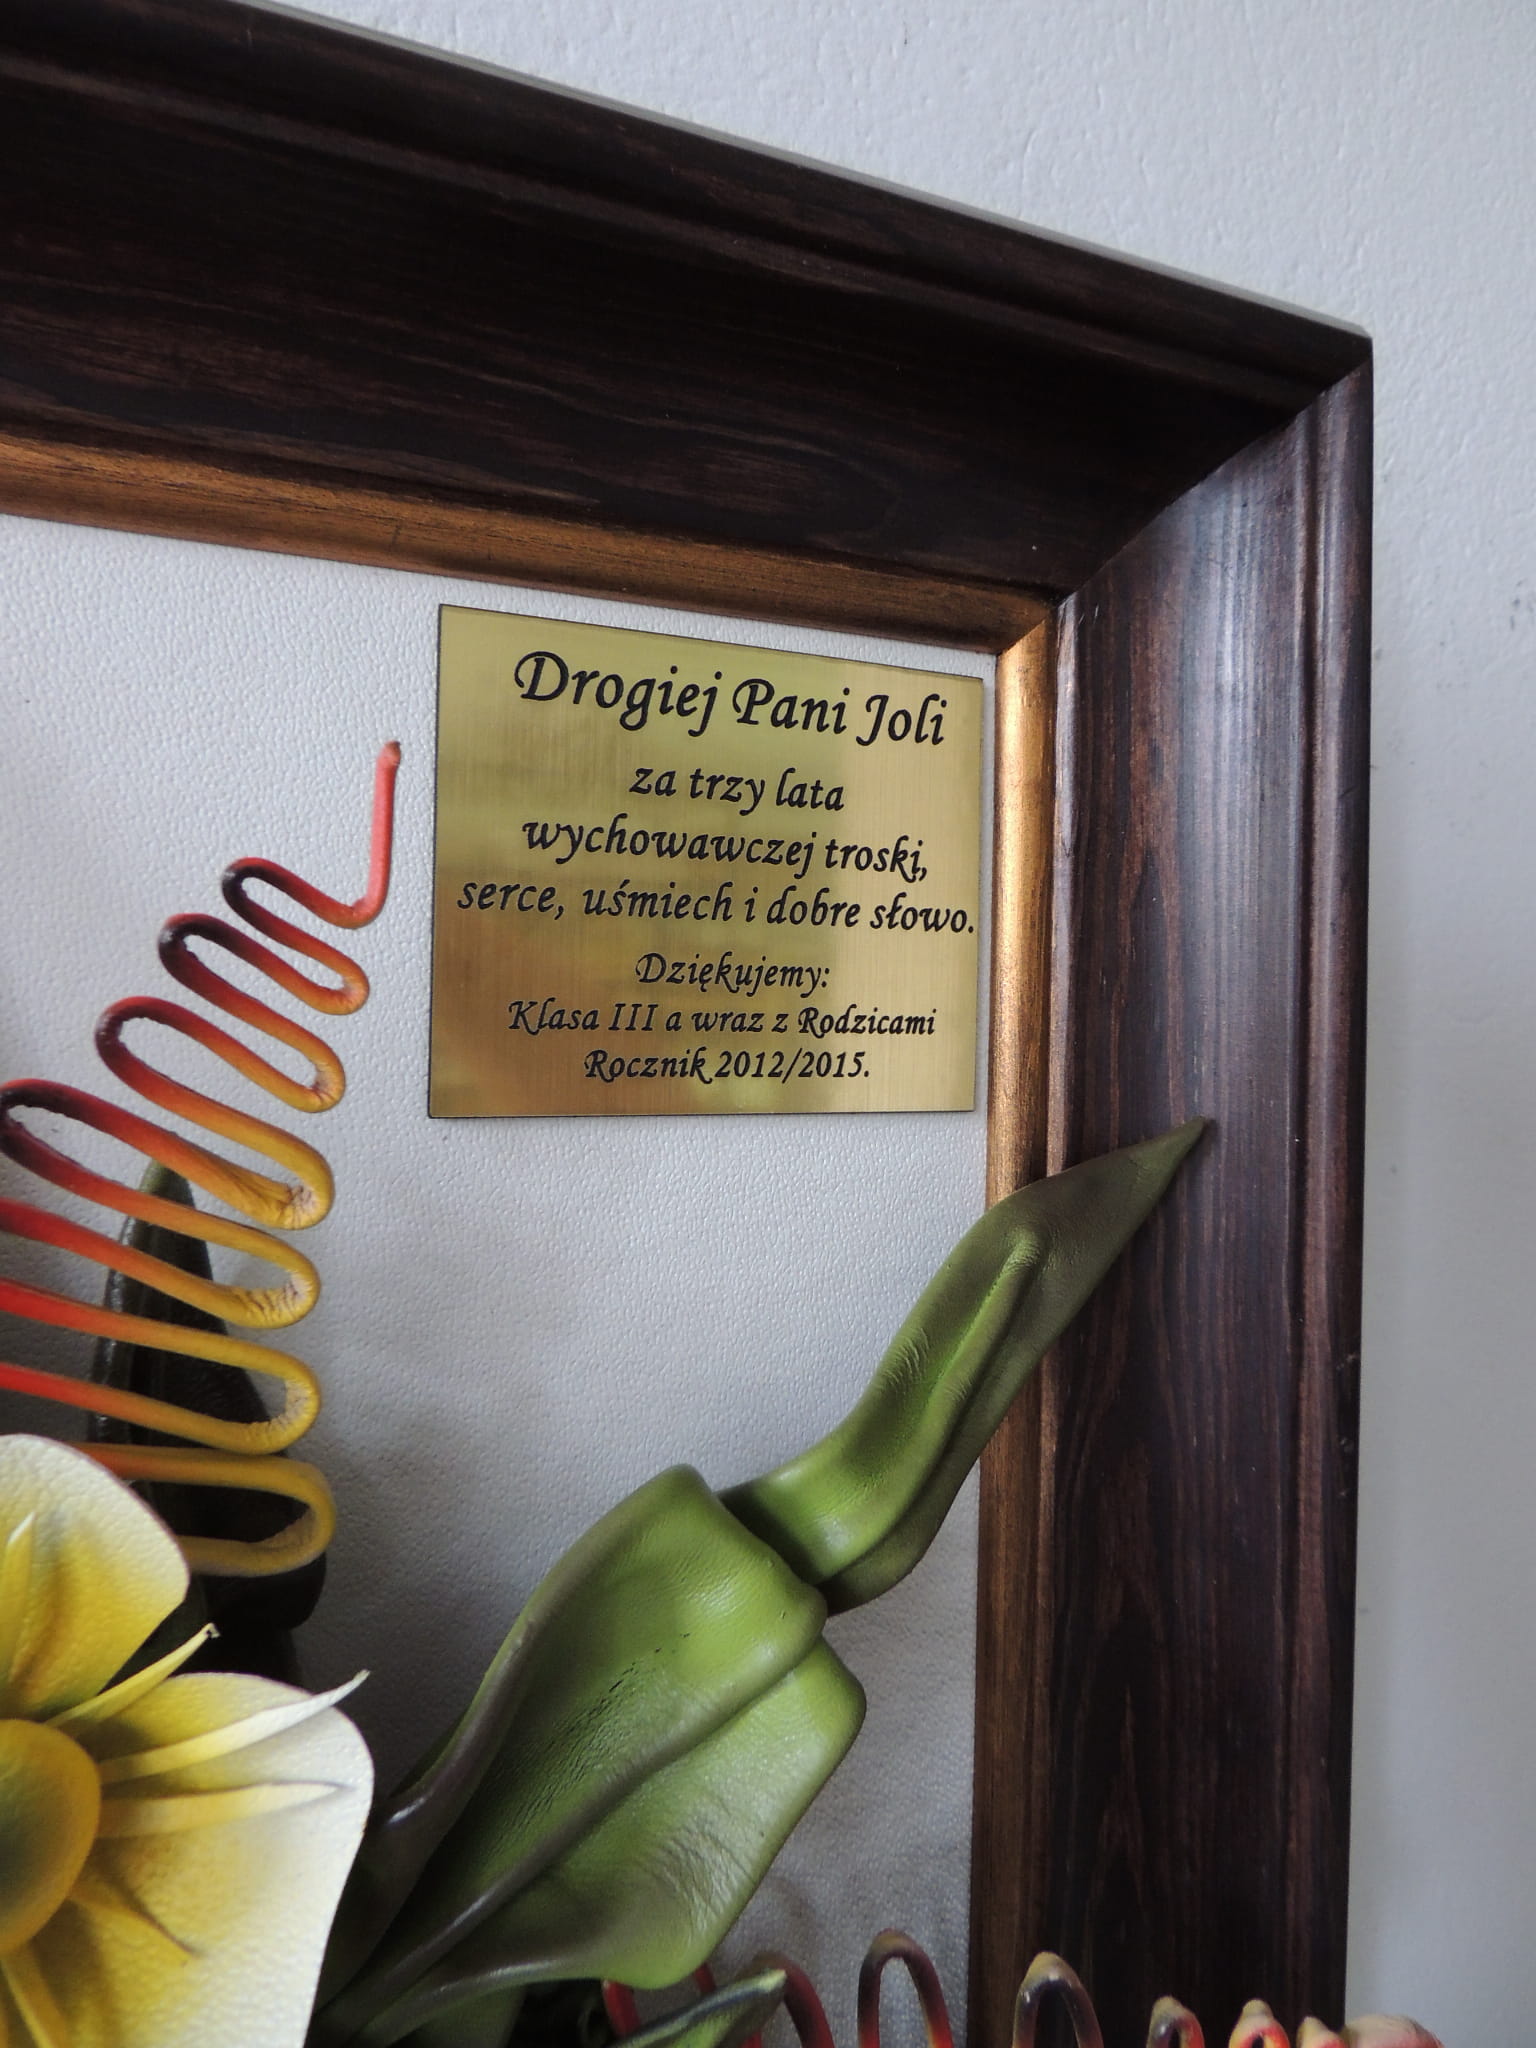 Drogiej Pani Joli
za trzy lata
wychowawczej troski,
serce, uśmiech i dobre słowo.
Dziękujemy:
Klasa III a wraz z Rodzicami
Rocznik 2012/2015.